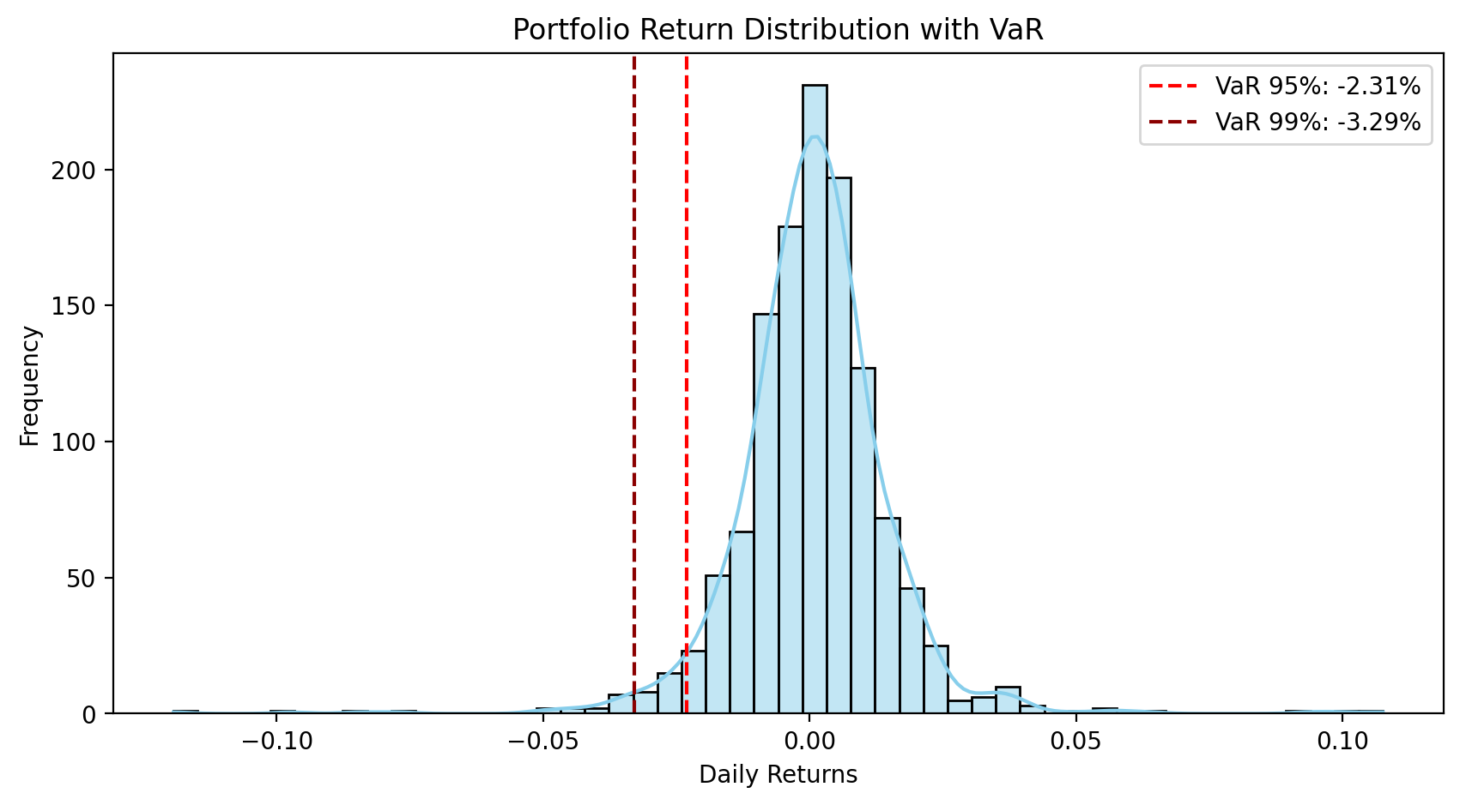 Portfolio Return Distribution with VaR
VaR 95%: -2.31%
VaR 99%: -3.29%
200
150
100
50
0
Frequency
−0.10
−0.05
0.00
0.05
0.10
Daily Returns